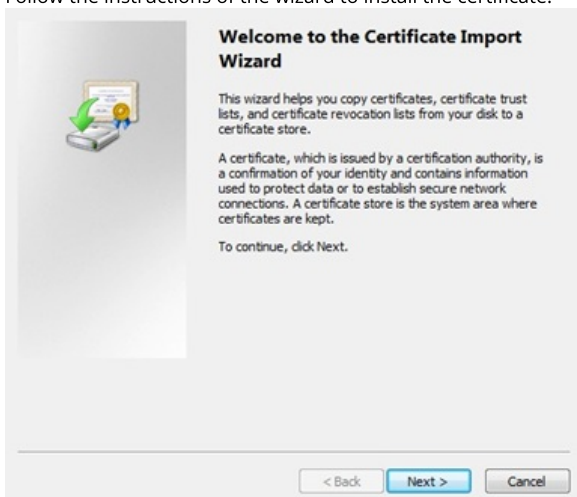 Follow the instructions of the wizard to install the certificate.
Welcome to the Certificate Import
Wizard
This wizard helps you copy certificates, certificate trust
lists, and certificate revocation lists from your disk to a
certificate store.
A certificate, which is issued by a certification authority, is
a confirmation of your identity and contains information
used to protect data or to establish secure network
connections. A certificate store is the system area where
certificates are kept.
To continue, click Next.
< Back Next > Cancel